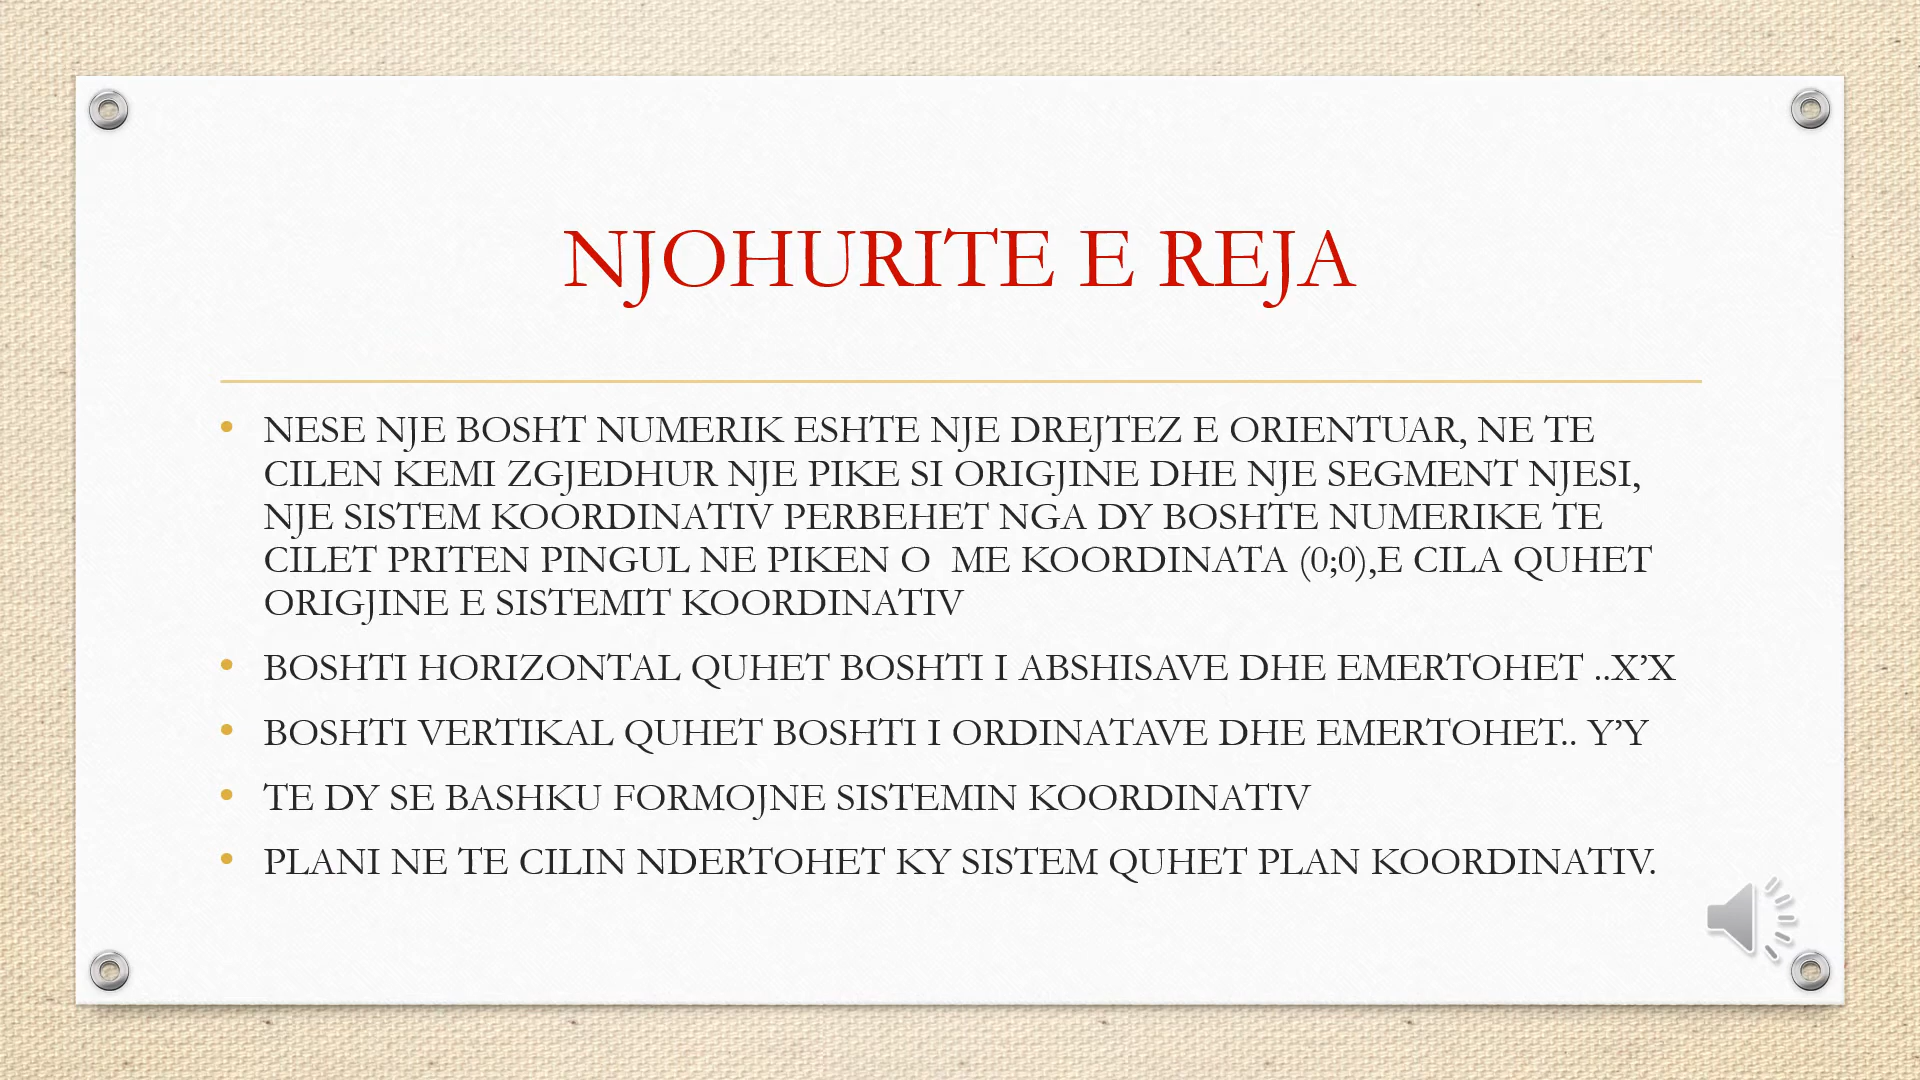 NJOHURITE E REJA
• NESE NJE BOSHT NUMERIK ESHTE NJE DREJTEZ E ORIENTUAR, NE TE
CILEN KEMI ZGJEDHUR NJE PIKE SI ORIGJINE DHE NJE SEGMENT NJESI,
NJE SISTEM KOORDINATIV PERBEHET NGA DY BOSHTE NUMERIKE TE
CILET PRITEN PINGUL NE PIKEN O  ME KOORDINATA (0;0),E CILA QUHET
ORIGJINE E SISTEMIT KOORDINATIV
• BOSHTI HORIZONTAL QUHET BOSHTI I ABSHISAVE DHE EMERTOHET ..X’X
• BOSHTI VERTIKAL QUHET BOSHTI I ORDINATAVE DHE EMERTOHET.. Y’Y
• TE DY SE BASHKU FORMOJNE SISTEMIN KOORDINATIV
• PLANI NE TE CILIN NDERTOHET KY SISTEM QUHET PLAN KOORDINATIV.